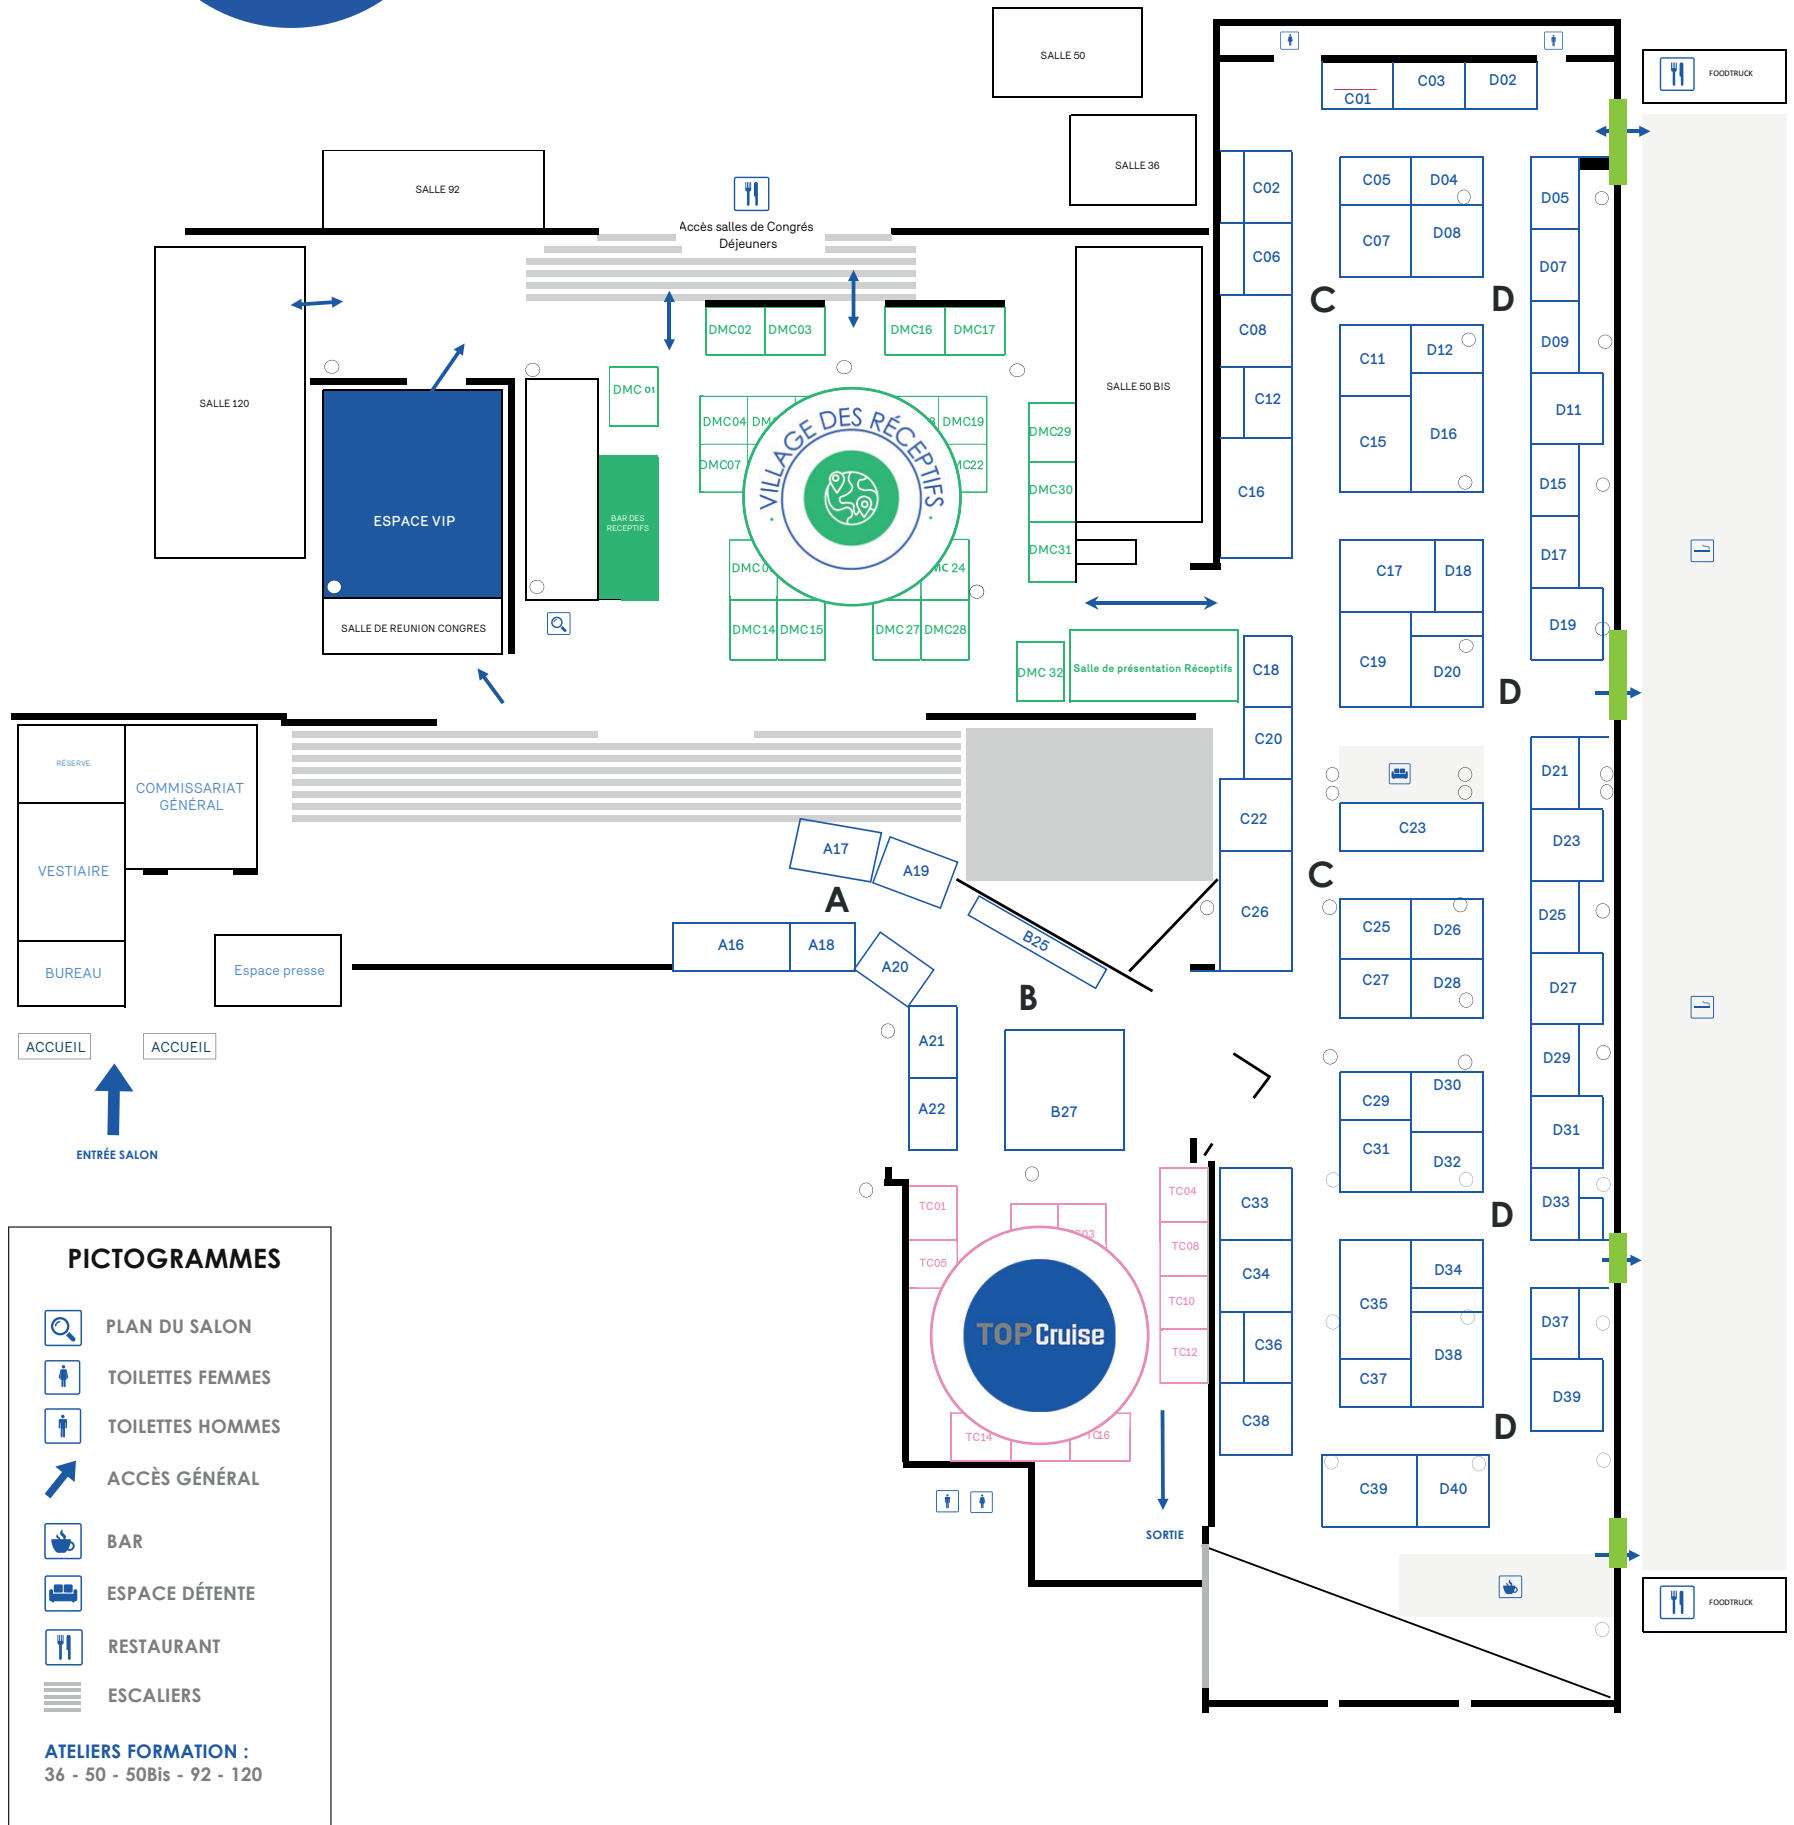 SALLE 50
C01
C03
D02
FOODTRUCK
SALLE 36
SALLE 92
Accès salles de Congrés
Déjeuners
C02
C05
D04
D05
C06
C07
D08
D07
C
D
DMC02
DMC03
DMC16
DMC17
C08
C11
D12
D09
SALLE 120
DMC 01
SALLE 50 BIS
C12
D11
DMC04
VILLAGE DES RÉCEPTIFS
DMC19
DMC29
C15
D16
DMC07
DMC30
C16
D15
ESPACE VIP
BAR DES
RECEPTIFS
DMC31
C17
D18
D17
SALLE DE REUNION CONGRES
DMC14
DMC15
DMC 27
DMC28
D19
DMC 32
Salle de présentation Réceptifs
C18
C19
D20
D
C20
RÉSERVE
COMMISSARIAT
GÉNÉRAL
D21
C22
C23
D23
A17
A19
VESTIAIRE
C
A
C26
C25
D26
D25
A16
A18
B25
A20
BUREAU
Espace presse
C27
D28
D27
B
ACCUEIL
ACCUEIL
A21
D29
A22
B27
C29
D30
D31
ENTRÉE SALON
C31
D32
TC01
TC04
C33
D33
D
TC08
TC05
C34
D34
PICTOGRAMMES
TC10
C35
D37
PLAN DU SALON
TOP Cruise
TC12
C36
D38
TOILETTES FEMMES
C37
D39
TOILETTES HOMMES
C38
D
TC14
TC16
ACCÈS GÉNÉRAL
C39
D40
SORTIE
BAR
ESPACE DÉTENTE
FOODTRUCK
RESTAURANT
ESCALIERS
ATELIERS FORMATION :
36 - 50 - 50Bis - 92 - 120